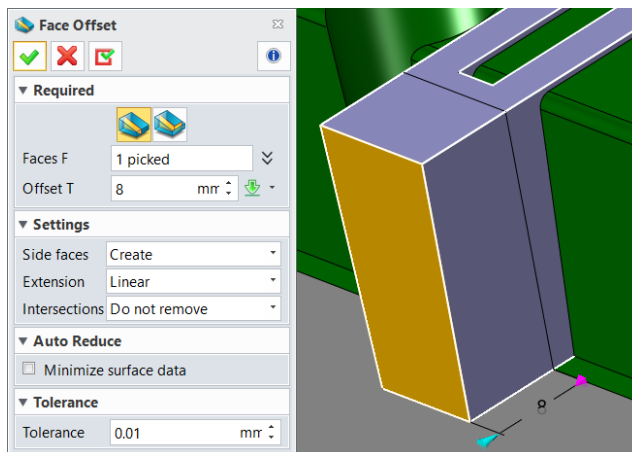 Face Offset
Required
Faces F 1 picked
Offset T 8 mm
Settings
Side faces Create
Extension Linear
Intersections Do not remove
Auto Reduce
Minimize surface data
Tolerance
Tolerance 0.01 mm
8